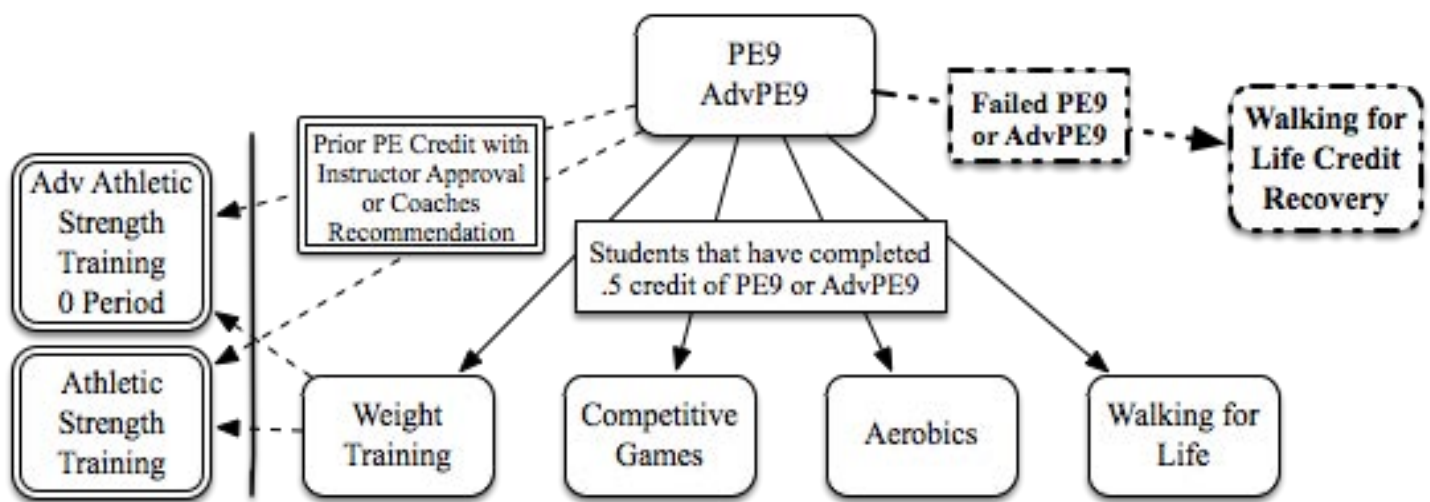 PE9
AdvPE9
Failed PE9
or AdvPE9
Walking for
Life Credit
Recovery
Prior PE Credit with
Instructor Approval
or Coaches
Recommendation
Adv Athletic
Strength
Training
0 Period
Students that have completed
.5 credit of PE9 or AdvPE9
Athletic
Strength
Training
Weight
Training
Competitive
Games
Aerobics
Walking for
Life